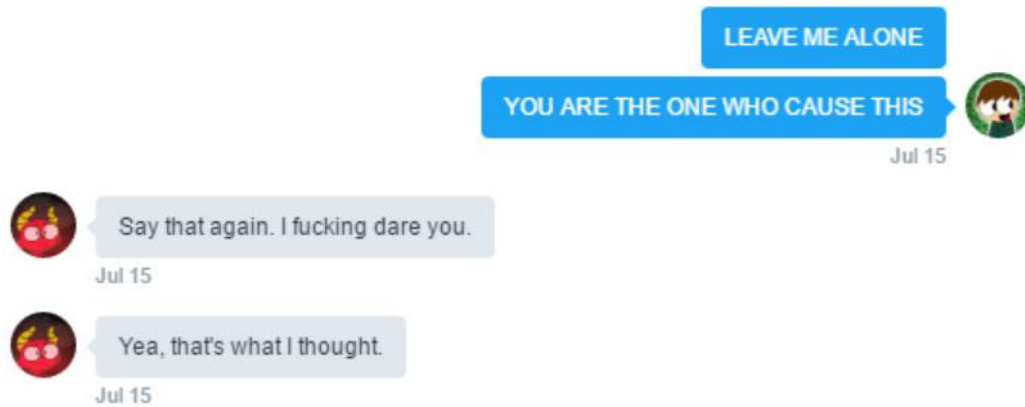 LEAVE ME ALONE
YOU ARE THE ONE WHO CAUSE THIS
Jul 15
Say that again. I fucking dare you.
Jul 15
Yea, that's what I thought.
Jul 15